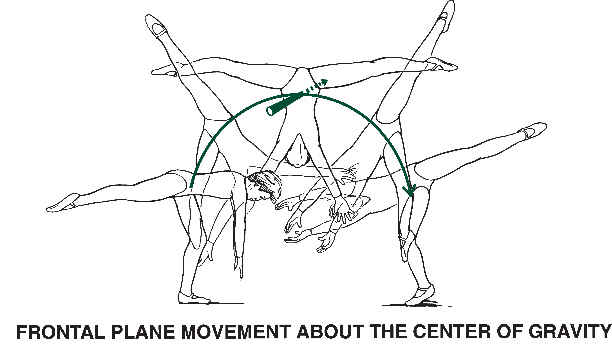 FRONTAL PLANE MOVEMENT ABOUT THE CENTER OF GRAVITY